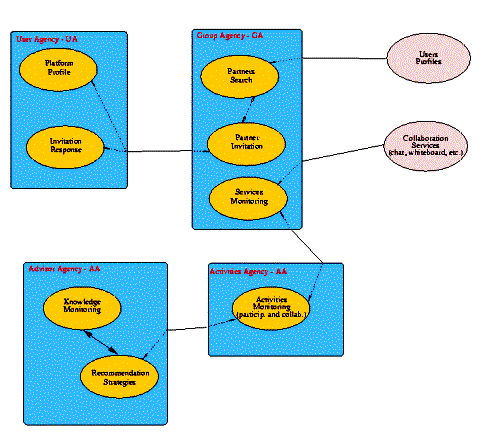 User Agency - UA
Platform
Profile
Invitation
Response
Group Agency - GA
Partners
Search
Partner
Invitation
Services
Monitoring
Users
Profiles
Collaboration
Services
(chat, whiteboard, etc.)
Advisor Agency - AA
Knowledge
Monitoring
Recommendation
Strategies
Activities Agency - AA
Activities
Monitoring
(particip. and collab.)